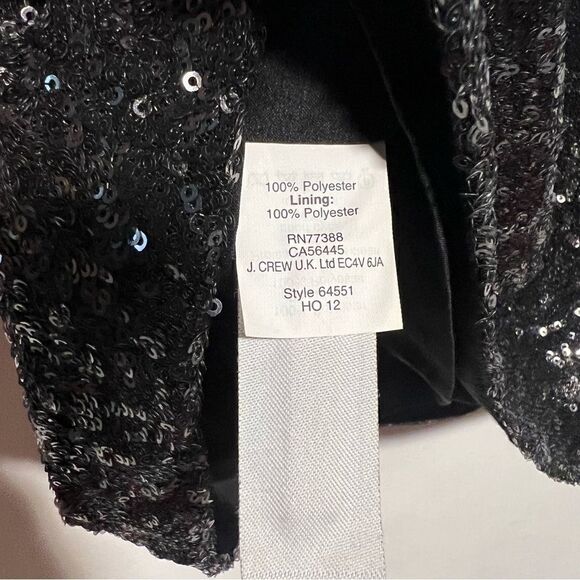 100% Polyester
Lining:
100% Polyester
RN77388
CA56445
J. CREW U.K. Ltd EC4V 6JA
Style 64551
HO 12